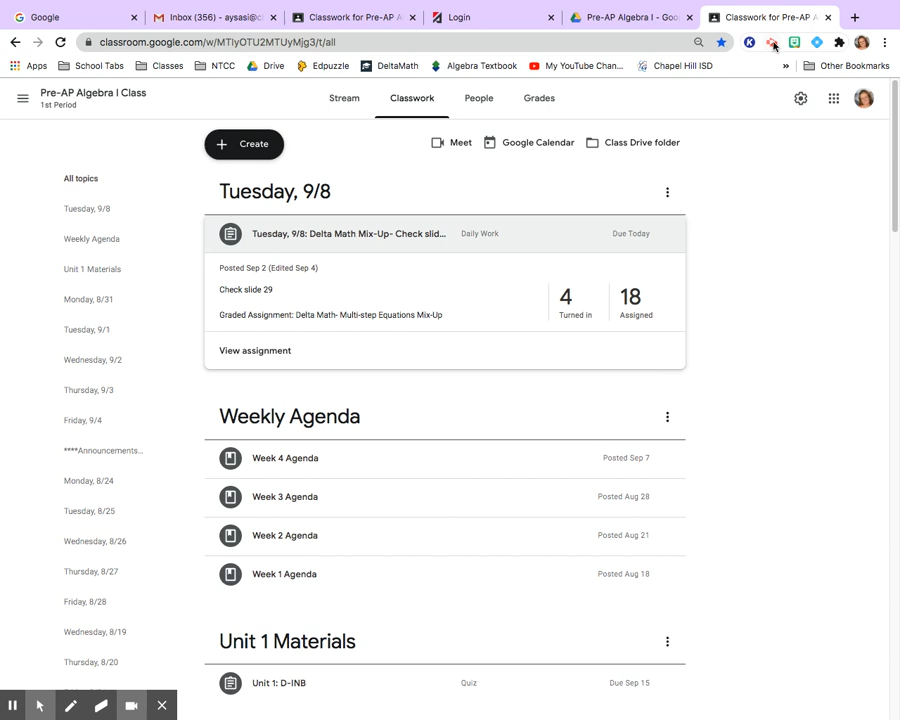 Google
Inbox (356) - aysasi@c
Classwork for Pre-AP A
Login
Pre-AP Algebra I - Goo
Classwork for Pre-AP A
classroom.google.com/w/MTIyOTU2MTUyMjg3/t/all
Apps
School Tabs
Classes
NTCC
Drive
Edpuzzle
DeltaMath
Algebra Textbook
My YouTube Chan...
Chapel Hill ISD
»
Other Bookmarks
Pre-AP Algebra I Class
1st Period
Stream
Classwork
People
Grades
+ Create
Meet
Google Calendar
Class Drive folder
All topics
Tuesday, 9/8
Weekly Agenda
Unit 1 Materials
Monday, 8/31
Tuesday, 9/1
Wednesday, 9/2
Thursday, 9/3
Friday, 9/4
****Announcements...
Monday, 8/24
Tuesday, 8/25
Wednesday, 8/26
Thursday, 8/27
Friday, 8/28
Wednesday, 8/19
Thursday, 8/20
Tuesday, 9/8
Tuesday, 9/8: Delta Math Mix-Up- Check slid...
Daily Work
Due Today
Posted Sep 2 (Edited Sep 4)
Check slide 29
Graded Assignment: Delta Math- Multi-step Equations Mix-Up
4
Turned in
18
Assigned
View assignment
Weekly Agenda
Week 4 Agenda
Posted Sep 7
Week 3 Agenda
Posted Aug 28
Week 2 Agenda
Posted Aug 21
Week 1 Agenda
Posted Aug 18
Unit 1 Materials
Unit 1: D-INB
Quiz
Due Sep 15